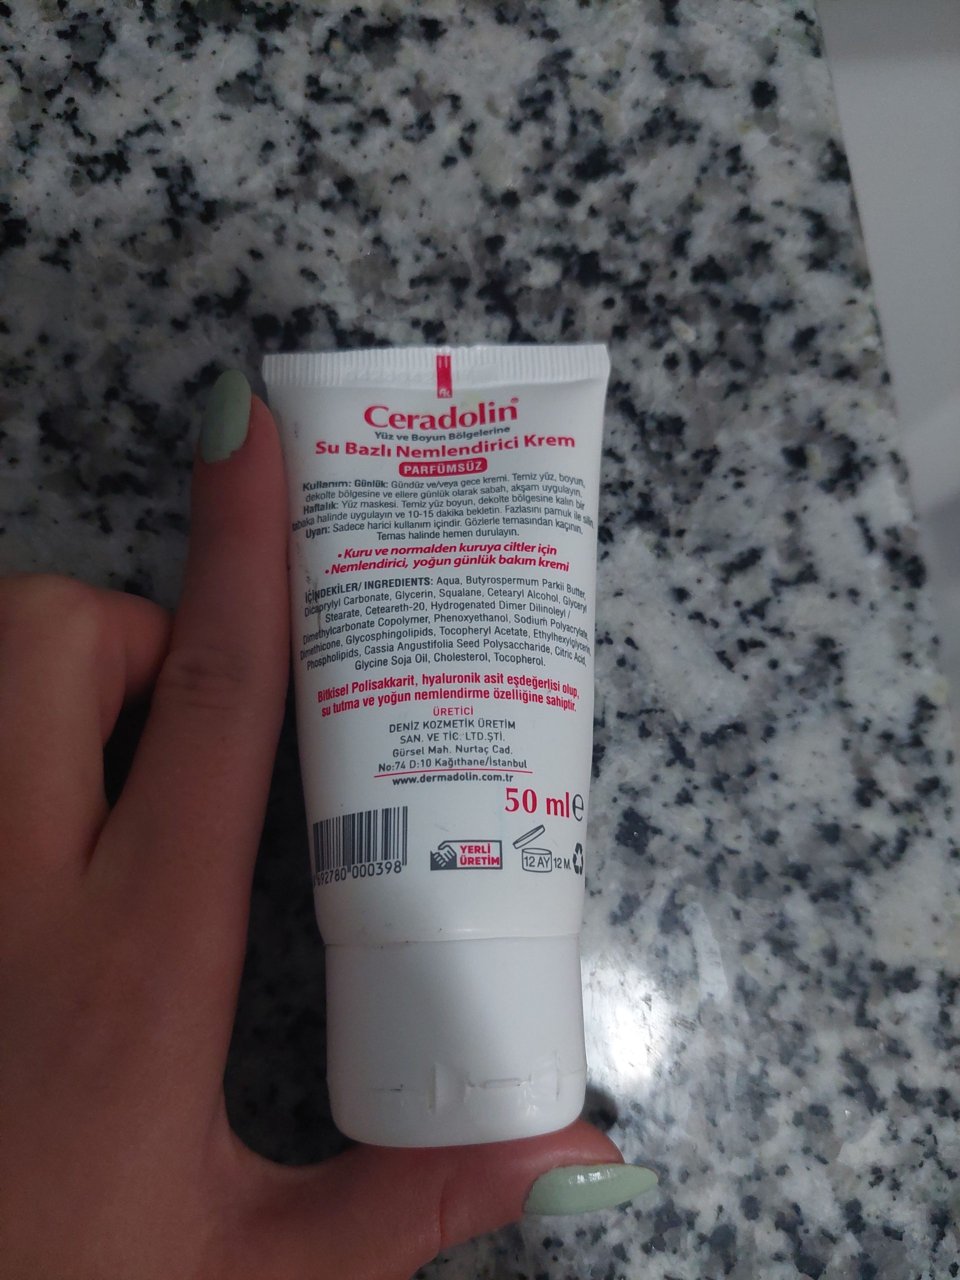 Ceradolin®
Yüz ve Boyun Bölgelerine
Su Bazlı Nemlendirici Krem
PARFÜMSÜZ
Kullanım: Günlük: Gündüz ve/veya gece kremi. Temiz yüz, boyun,
dekolte bölgesine ve ellere günlük olarak sabah, akşam uygulayın.
Haftalık: Yüz maskesi. Temiz yüz boyun, dekolte bölgesine kalın bir
tabaka halinde uygulayın ve 10-15 dakika bekletin. Fazlasını pamuk ile silin.
Uyarı: Sadece harici kullanım içindir. Gözlerle temasından kaçının.
Temas halinde hemen durulayın.
• Kuru ve normalden kuruya ciltler için
• Nemlendirici, yoğun günlük bakım kremi
İÇİNDEKİLER/ INGREDIENTS: Aqua, Butyrospermum Parkii Butter,
Dicaprylyl Carbonate, Glycerin, Squalane, Cetearyl Alcohol, Glyceryl
Stearate, Ceteareth-20, Hydrogenated Dimer Dilinoleyl /
Dimethylcarbonate Copolymer, Phenoxyethanol, Sodium Polyacrylate,
Dimethicone, Glycosphingolipids, Tocopheryl Acetate, Ethylhexylglycerin,
Phospholipids, Cassia Angustifolia Seed Polysaccharide, Citric Acid,
Glycine Soja Oil, Cholesterol, Tocopherol.
Bitkisel Polisakkarit, hyaluronik asit eşdeğerlisi olup,
su tutma ve yoğun nemlendirme özelliğine sahiptir.
ÜRETİCİ
DENİZ KOZMETİK ÜRETİM
SAN. VE TİC. LTD.ŞTİ.
Gürsel Mah. Nurtaç Cad.
No:74 D:10 Kağıthane/İstanbul
www.dermadolin.com.tr
50 ml e
692780 000398
YERLİ
ÜRETİM
12 AY 12 M.